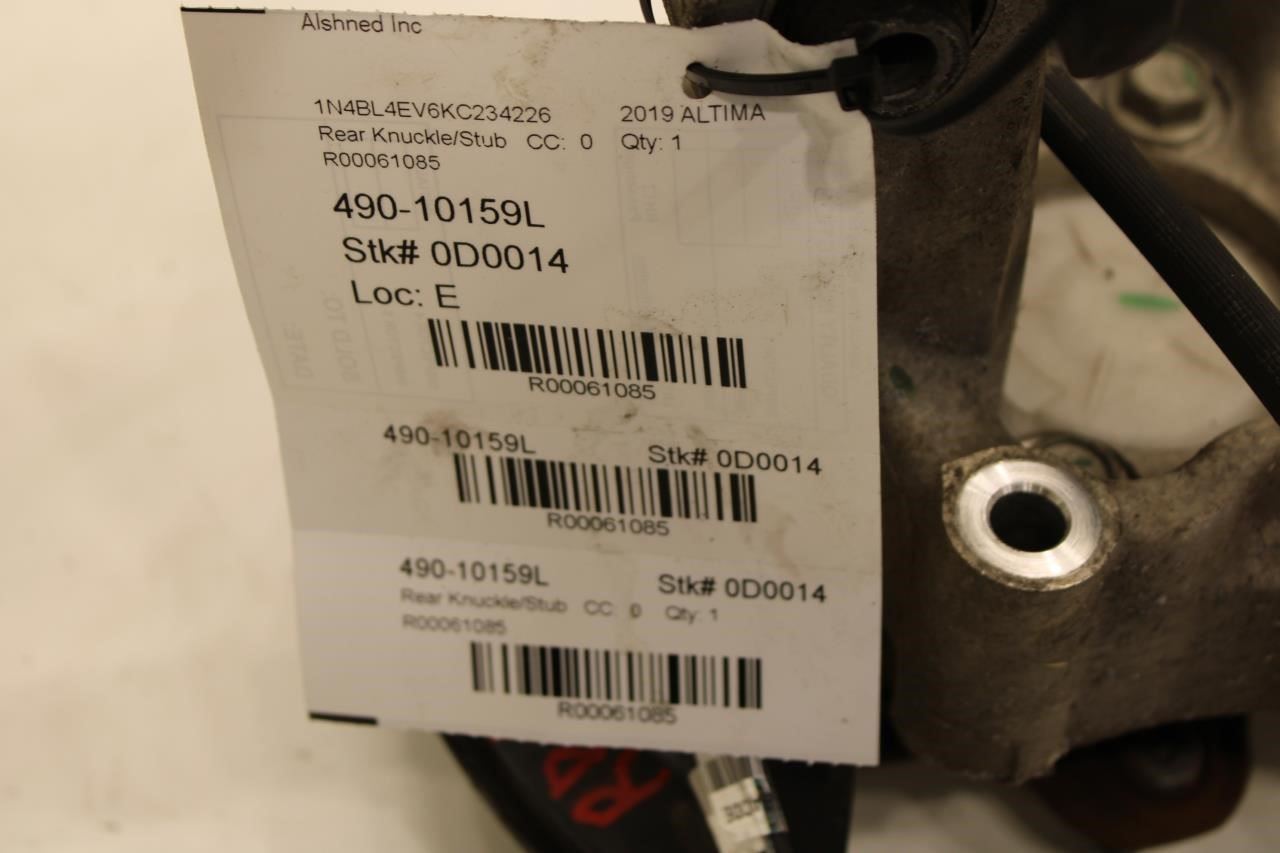 Alshned Inc
1N4BL4EV6KC234226 2019 ALTIMA
Rear Knuckle/Stub CC: 0 Qty: 1
R00061085
490-10159L
Stk# 0D0014
Loc: E
R00061085
490-10159L Stk# 0D0014
R00061085
490-10159L Stk# 0D0014
Rear Knuckle/Stub CC: 0 Qty: 1
R00061085
R00061085